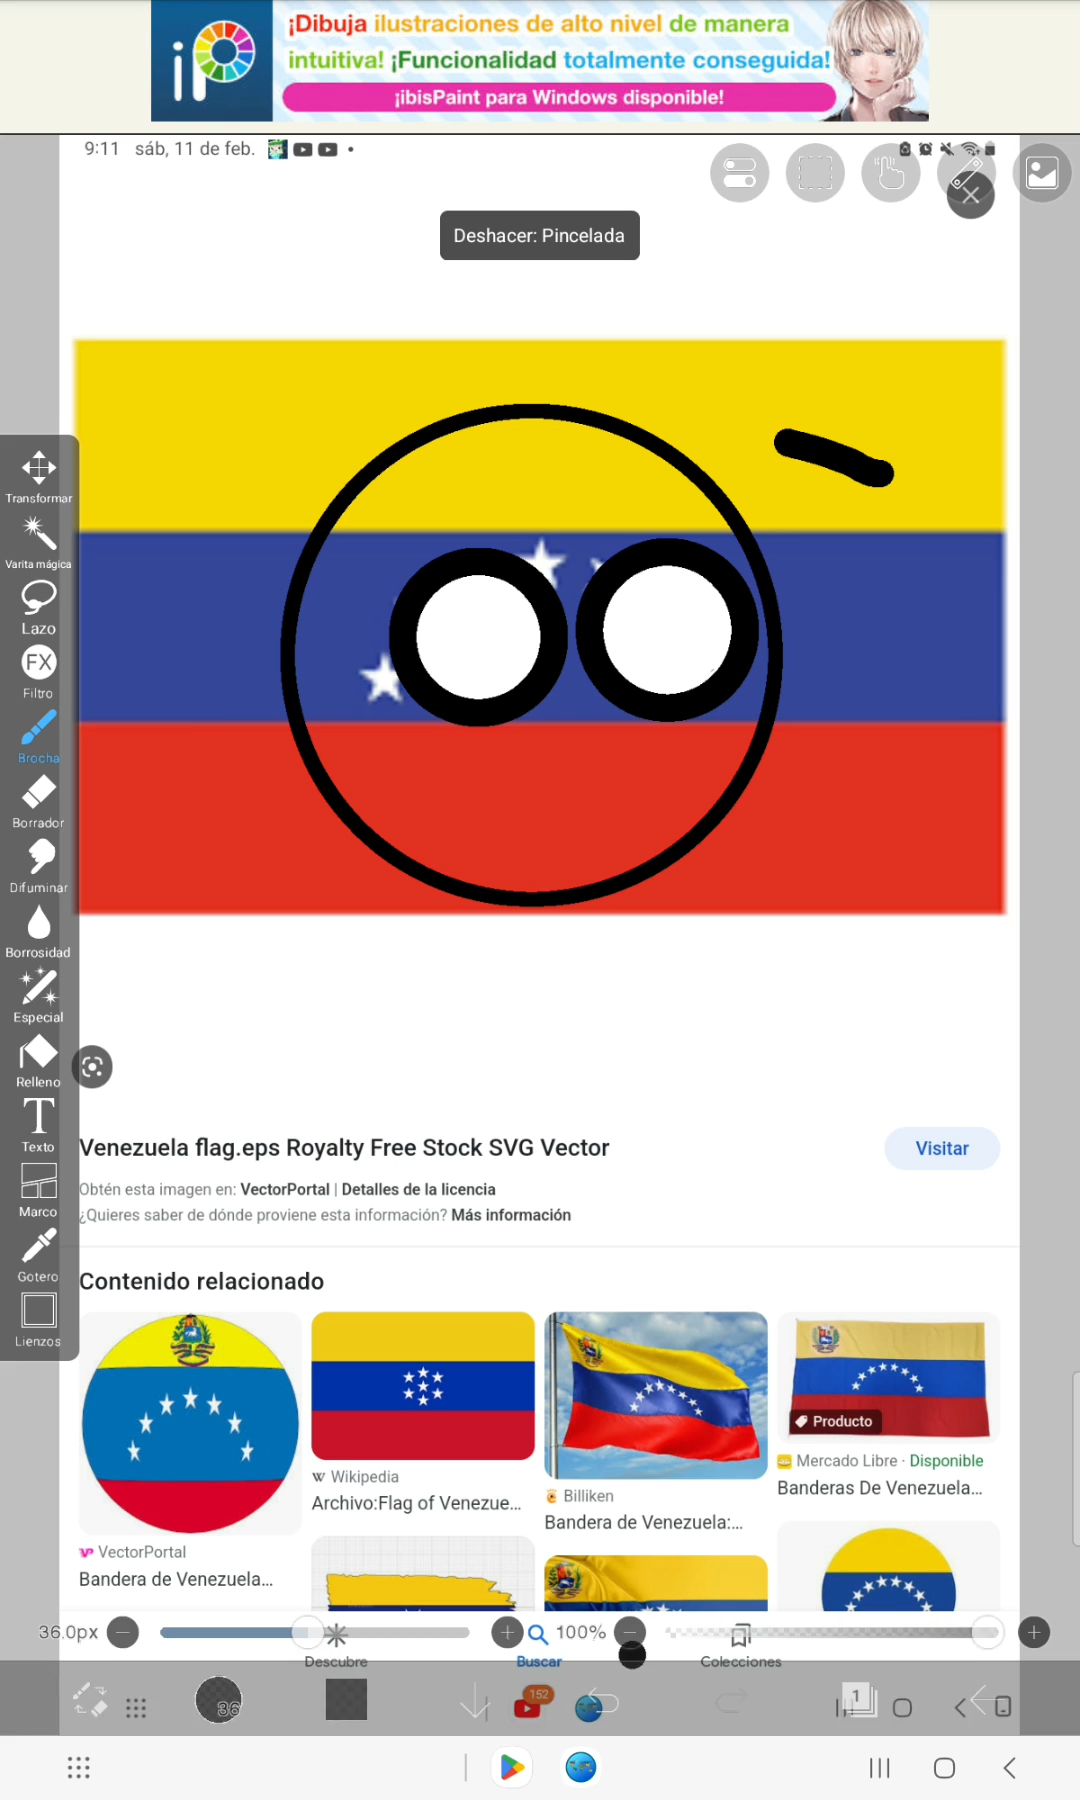 iP
¡Dibuja ilustraciones de alto nivel de manera
intuitiva! ¡Funcionalidad totalmente conseguida!
¡ibisPaint para Windows disponible!
9:11 sáb, 11 de feb.
Deshacer: Pincelada
Transformar
Varita mágica
Lazo
FX
Filtro
Brocha
Borrador
Difuminar
Borrosidad
Especial
Relleno
T
Texto
Marco
Gotero
Lienzos
Venezuela flag.eps Royalty Free Stock SVG Vector
Visitar
Obtén esta imagen en: VectorPortal | Detalles de la licencia
¿Quieres saber de dónde proviene esta información? Más información
Contenido relacionado
VectorPortal
Bandera de Venezuela...
W Wikipedia
Archivo:Flag of Venezue...
Billiken
Bandera de Venezuela:...
Producto
Mercado Libre · Disponible
Banderas De Venezuela...
36.0px
100%
Descubre
Buscar
Colecciones
36
152
1